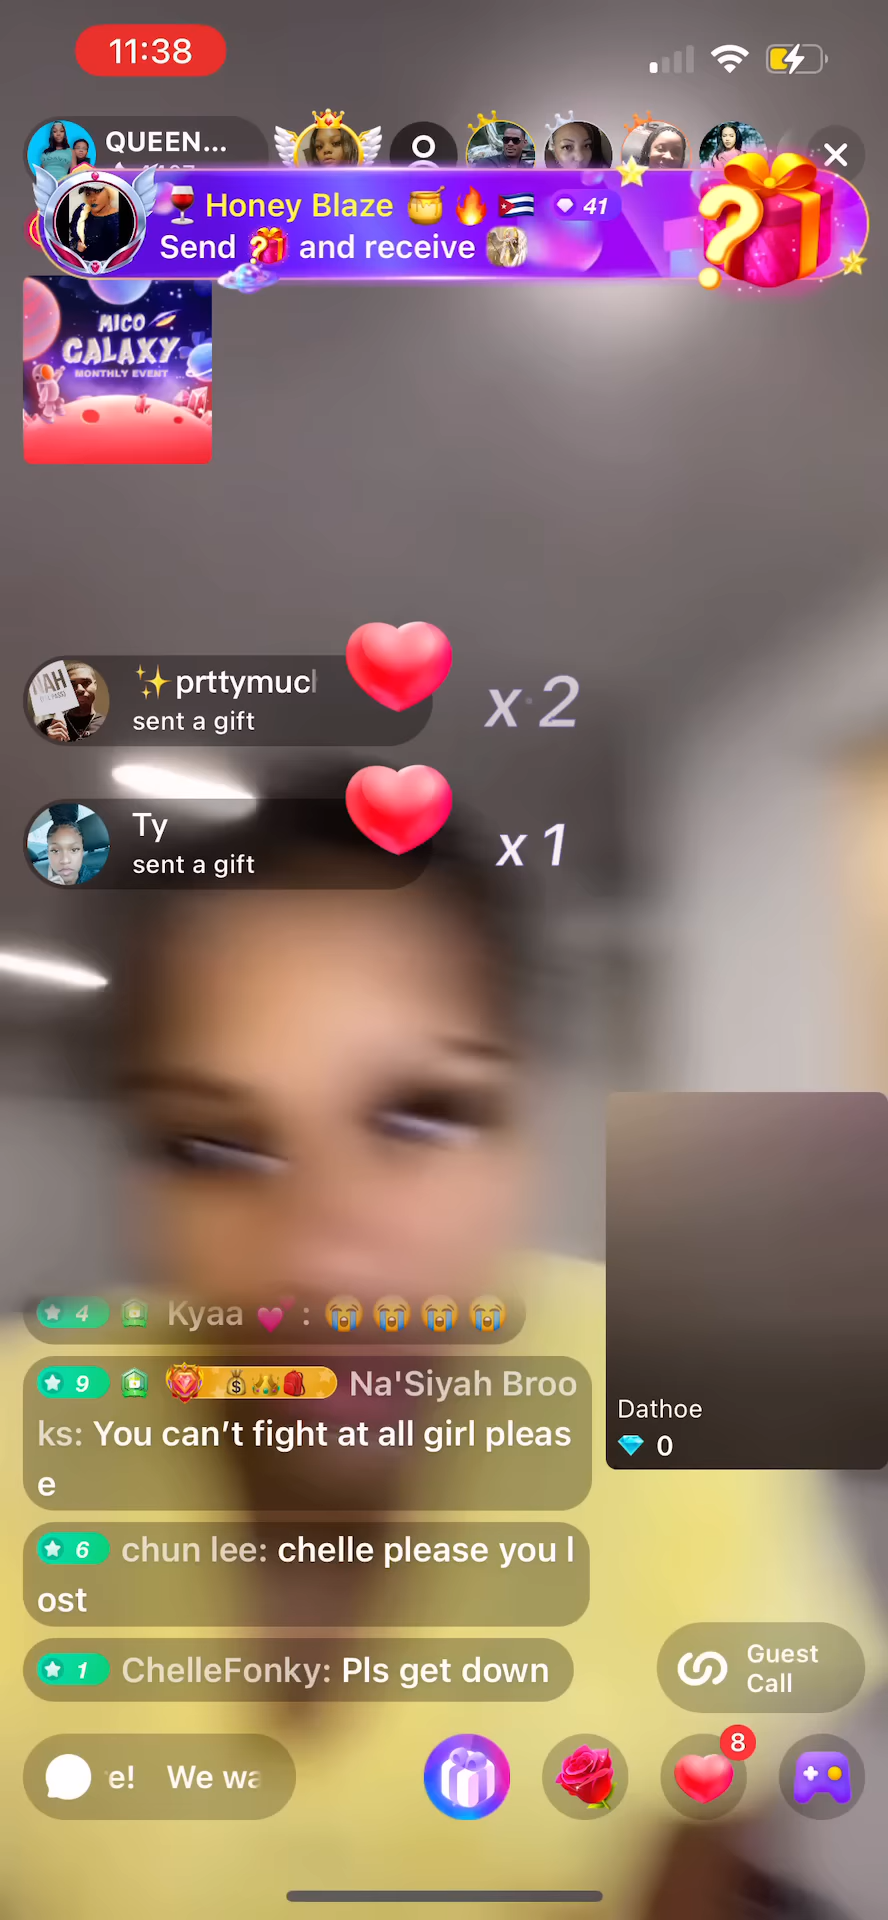 11:38
QUEEN...
Honey Blaze 🍯🔥🇨🇺 41
Send and receive
MICO
GALAXY
MONTHLY EVENT
✨prttymucl
sent a gift
x 2
Ty
sent a gift
x 1
4 Kyaa 💕: 😭😭😭😭
9 Na'Siyah Broo
ks: You can’t fight at all girl pleas
e
Dathoe
0
6 chun lee: chelle please you l
ost
1 ChelleFonky: Pls get down
Guest
Call
8
e! We wa